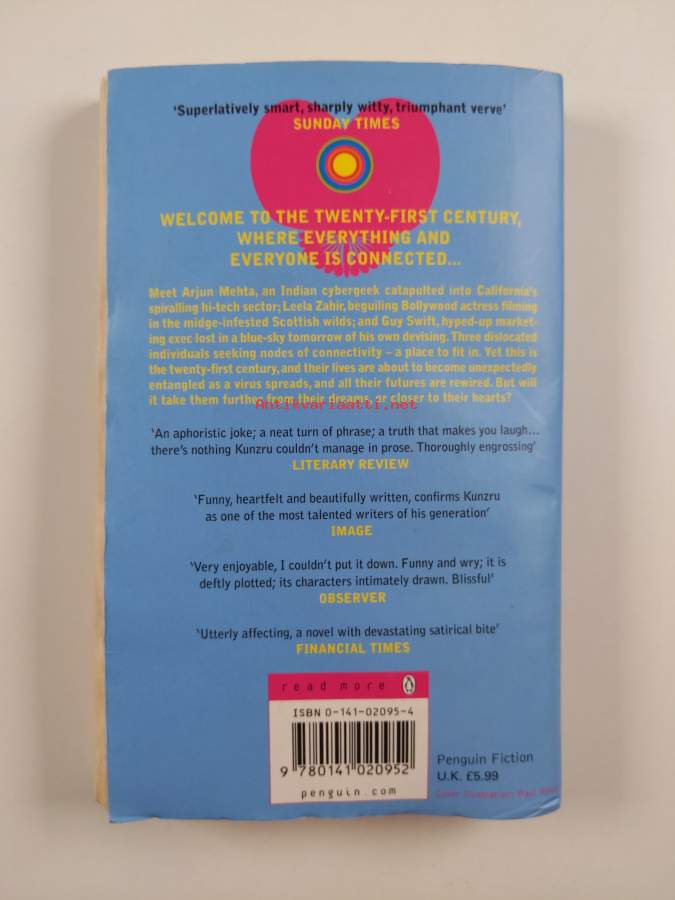 'Superlatively smart, sharply witty, triumphant verve'
SUNDAY TIMES
WELCOME TO THE TWENTY-FIRST CENTURY,
WHERE EVERYTHING AND
EVERYONE IS CONNECTED...
Meet Arjun Mehta, an Indian cybergeek catapulted into California's
spiralling hi-tech sector; Leela Zahir, beguiling Bollywood actress filming
in the midge-infested Scottish wilds; and Guy Swift, hyped-up market-
ing exec lost in a blue-sky tomorrow of his own devising. Three dislocated
individuals seeking nodes of connectivity – a place to fit in. Yet this is
the twenty-first century, and their lives are about to become unexpectedly
entangled as a virus spreads, and all their futures are rewired. But will
it take them further from their dreams, or closer to their hearts?
Antikvariaatti.net
'An aphoristic joke; a neat turn of phrase; a truth that makes you laugh...
there's nothing Kunzru couldn't manage in prose. Thoroughly engrossing'
LITERARY REVIEW
'Funny, heartfelt and beautifully written, confirms Kunzru
as one of the most talented writers of his generation'
IMAGE
'Very enjoyable, I couldn't put it down. Funny and wry; it is
deftly plotted; its characters intimately drawn. Blissful'
OBSERVER
'Utterly affecting, a novel with devastating satirical bite'
FINANCIAL TIMES
read more
ISBN 0-141-02095-4
9 780141 020952
penguin.com
Penguin Fiction
U.K. £5.99
Cover illustration: Paul